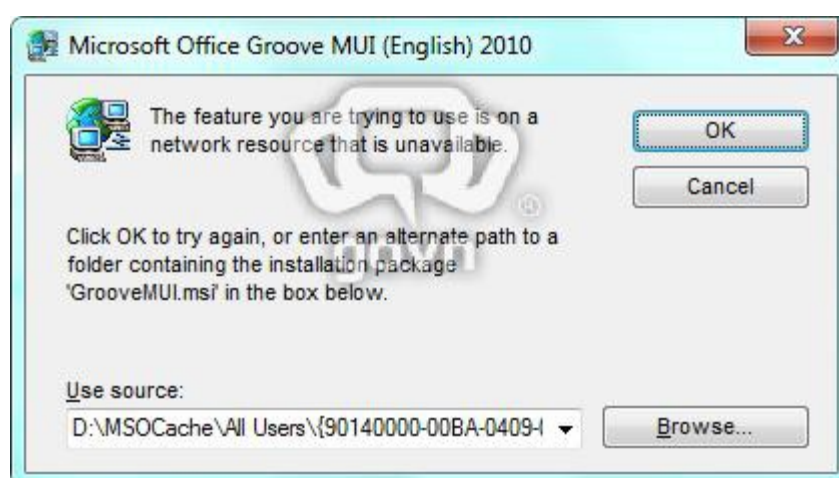 Microsoft Office Groove MUI (English) 2010
The feature you are trying to use is on a
network resource that is unavailable.
OK
Cancel
Click OK to try again, or enter an alternate path to a
folder containing the installation package
'GrooveMUI.msi' in the box below.
gnvn
Use source:
D:\MSOCache\All Users\{90140000-00BA-0409-(
Browse...